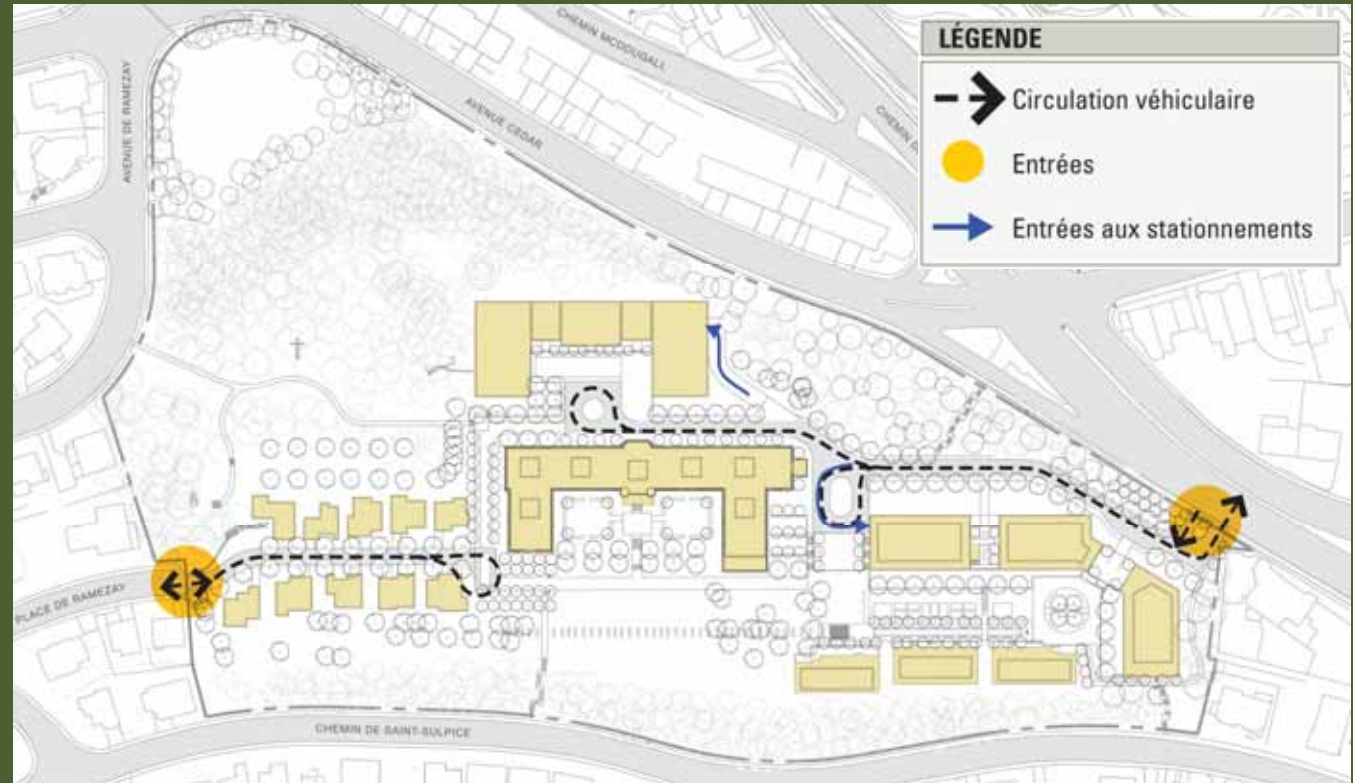 LÉGENDE
Circulation véhiculaire
Entrées
Entrées aux stationnements
CHEMIN MCDOUGALL
AVENUE CEDAR
CHEMIN D
AVENUE DE RAMEZAY
PLACE DE RAMEZAY
CHEMIN DE SAINT-SULPICE